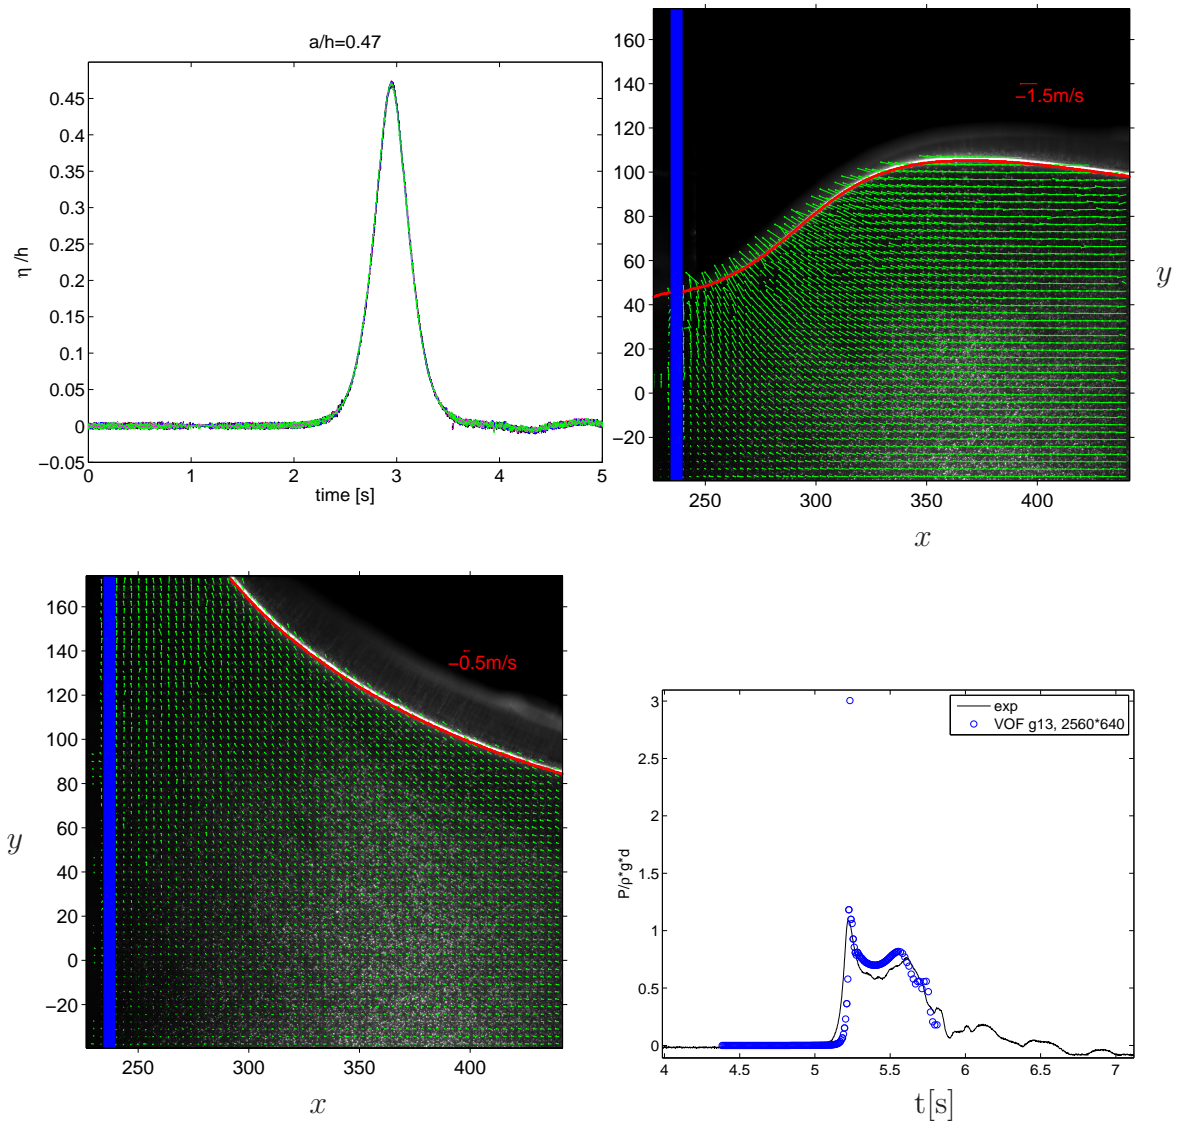 a/h=0.47
η /h
0.45
0.4
0.35
0.3
0.25
0.2
0.15
0.1
0.05
0
−0.05
0 1 2 3 4 5
time [s]
−1.5m/s
160
140
120
100
80
60
40
20
0
−20
y
250 300 350 400
x
−0.5m/s
160
140
120
100
80
60
40
20
0
−20
y
250 300 350 400
x
exp
VOF g13, 2560*640
P/ρ*g*d
3
2.5
2
1.5
1
0.5
0
4 4.5 5 5.5 6 6.5 7
t[s]